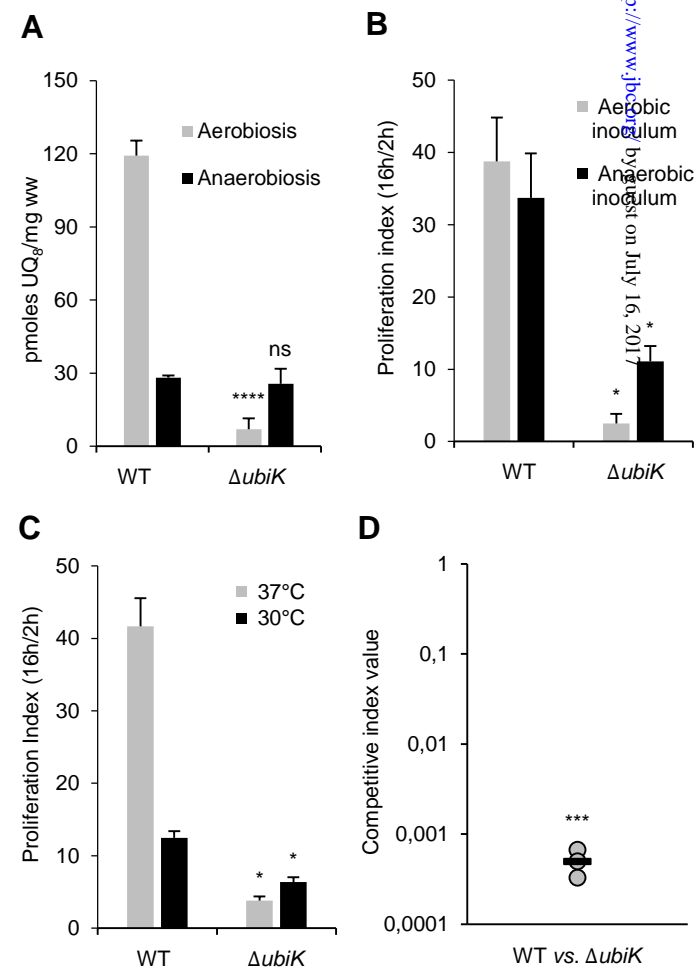 A
pmoles UQ8/mg ww
150
120
90
60
30
0
Aerobiosis
Anaerobiosis
****
ns
WT
ΔubiK
B
Proliferation index (16h/2h)
50
40
30
20
10
0
Aerobic
inoculum
Anaerobic
inoculum
*
*
WT
ΔubiK
p://www.jbc.org/ by guest on July 16, 2017
C
Proliferation Index (16h/2h)
50
40
30
20
10
0
37°C
30°C
*
*
WT
ΔubiK
D
Competitive index value
1
0,1
0,01
0,001
0,0001
***
WT vs. ΔubiK